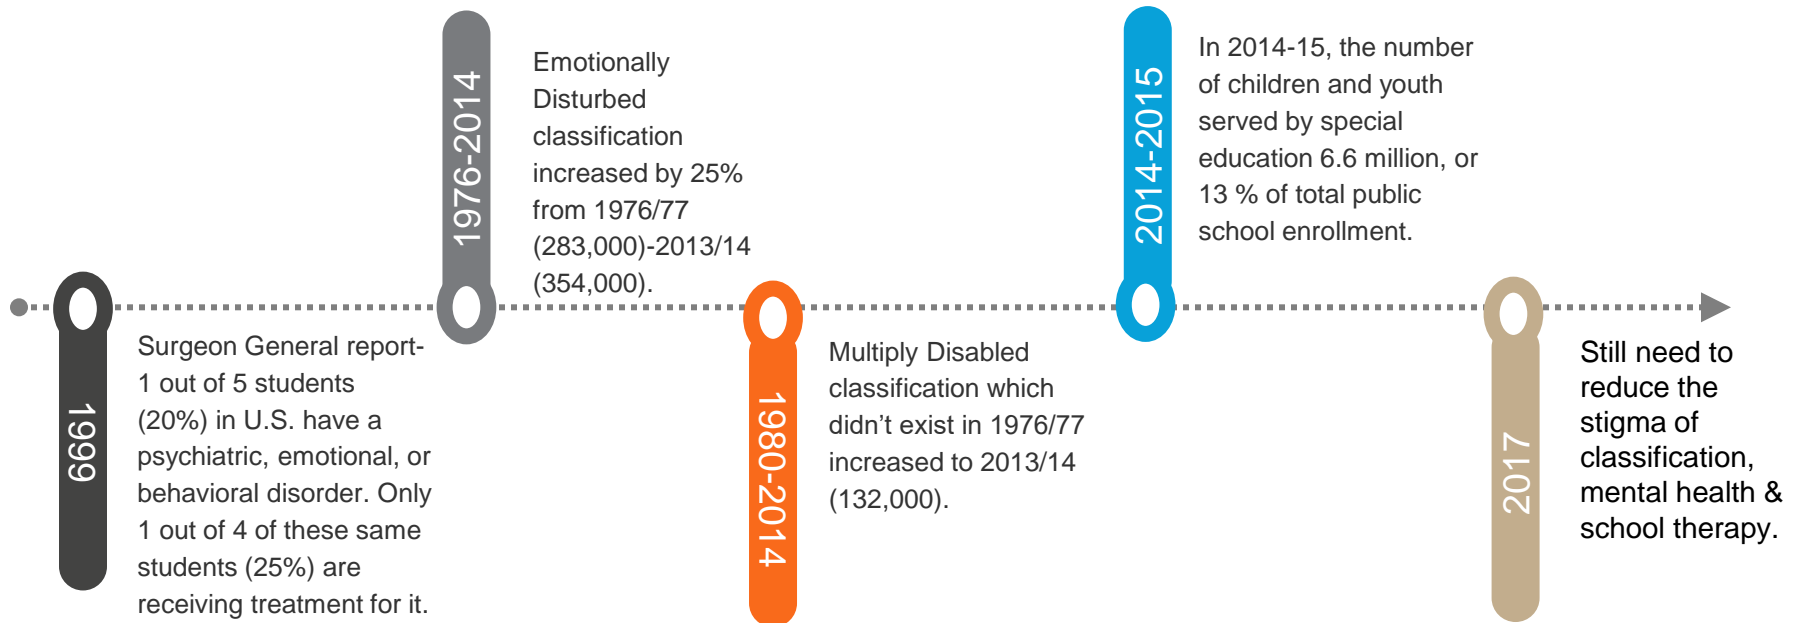 1999
Surgeon General report-
1 out of 5 students
(20%) in U.S. have a
psychiatric, emotional, or
behavioral disorder. Only
1 out of 4 of these same
students (25%) are
receiving treatment for it.
1976-2014
Emotionally
Disturbed
classification
increased by 25%
from 1976/77
(283,000)-2013/14
(354,000).
1980-2014
Multiply Disabled
classification which
didn’t exist in 1976/77
increased to 2013/14
(132,000).
2014-2015
In 2014-15, the number
of children and youth
served by special
education 6.6 million, or
13 % of total public
school enrollment.
2017
Still need to
reduce the
stigma of
classification,
mental health &
school therapy.